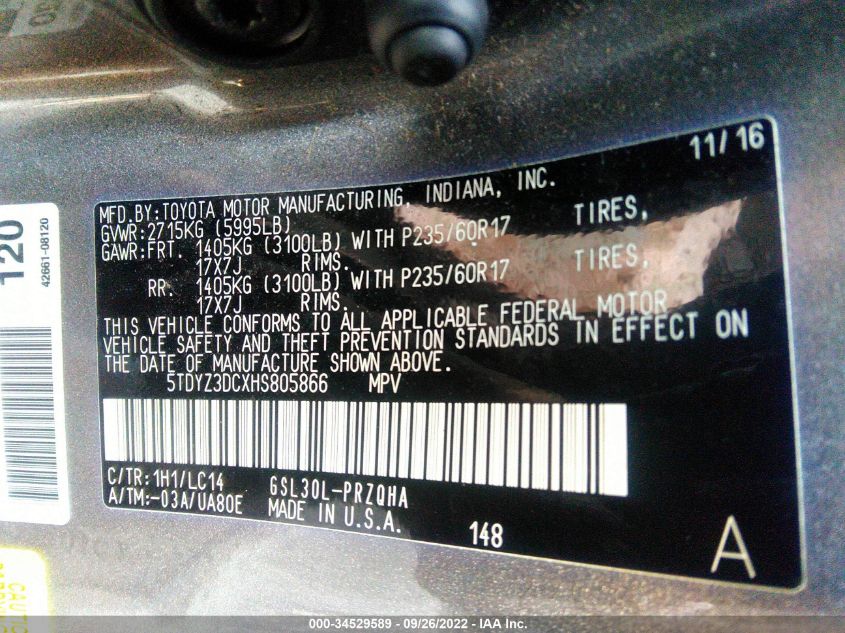 11/16
MFD.BY:TOYOTA MOTOR MANUFACTURING, INDIANA, INC.
GVWR:2715KG (5995LB)
GAWR:FRT. 1405KG (3100LB) WITH P235/60R17 TIRES,
17X7J RIMS.
RR. 1405KG (3100LB) WITH P235/60R17 TIRES,
17X7J RIMS.
THIS VEHICLE CONFORMS TO ALL APPLICABLE FEDERAL MOTOR
VEHICLE SAFETY AND THEFT PREVENTION STANDARDS IN EFFECT ON
THE DATE OF MANUFACTURE SHOWN ABOVE.
5TDYZ3DCXHS805866 MPV
C/TR:1H1/LC14 GSL30L-PRZQHA
A/TM:-03A/UA80E MADE IN U.S.A.
148
A
120
42661-08120
000-34529589 - 09/26/2022 - IAA Inc.